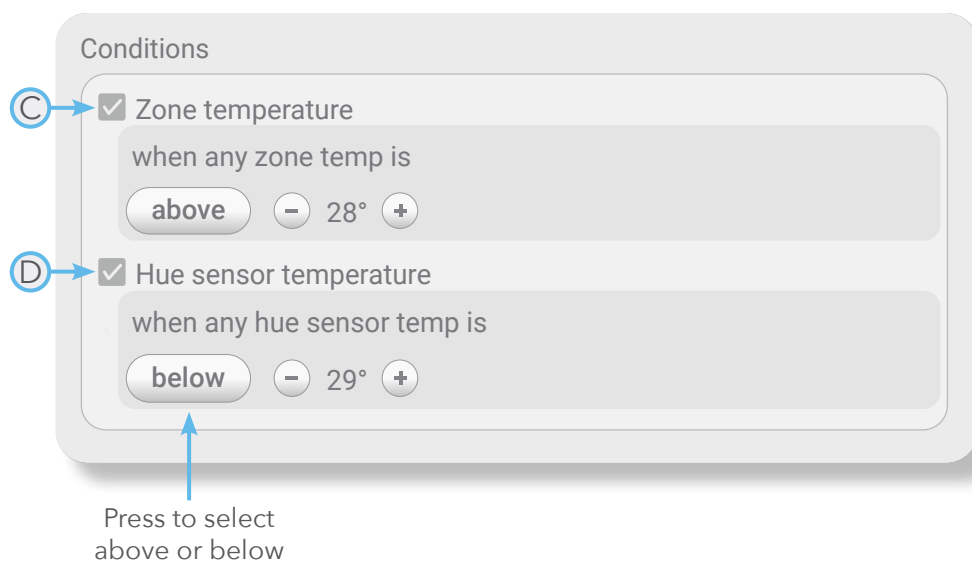 Conditions
C
Zone temperature
when any zone temp is
above - 28° +
D
Hue sensor temperature
when any hue sensor temp is
below - 29° +
Press to select
above or below